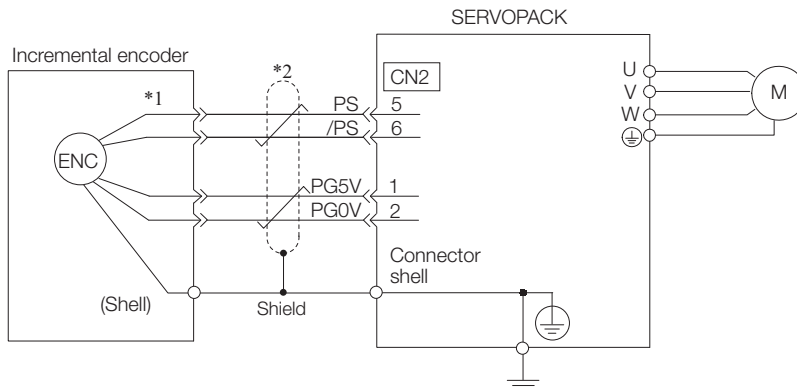 SERVOPACK
Incremental encoder
*1
*2
CN2
ENC
PS 5
/PS 6
PG5V 1
PG0V 2
U
V
W
M
Connector
shell
(Shell)
Shield